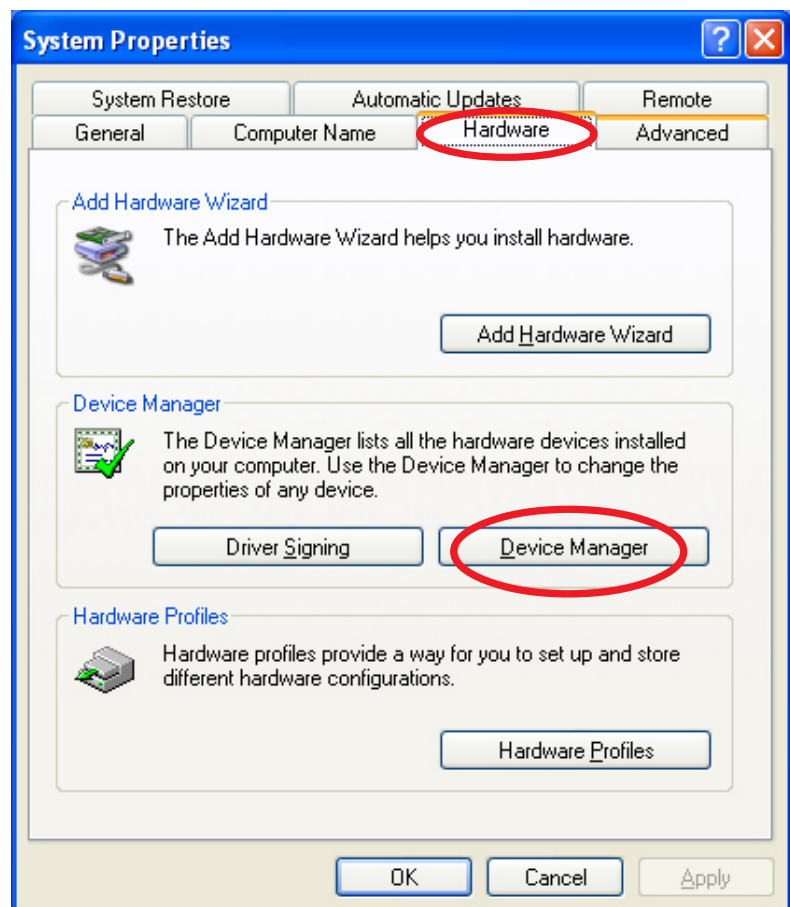 System Properties
System Restore Automatic Updates Remote
General Computer Name Hardware Advanced
Add Hardware Wizard
The Add Hardware Wizard helps you install hardware.
Add Hardware Wizard
Device Manager
The Device Manager lists all the hardware devices installed
on your computer. Use the Device Manager to change the
properties of any device.
Driver Signing Device Manager
Hardware Profiles
Hardware profiles provide a way for you to set up and store
different hardware configurations.
Hardware Profiles
OK Cancel Apply